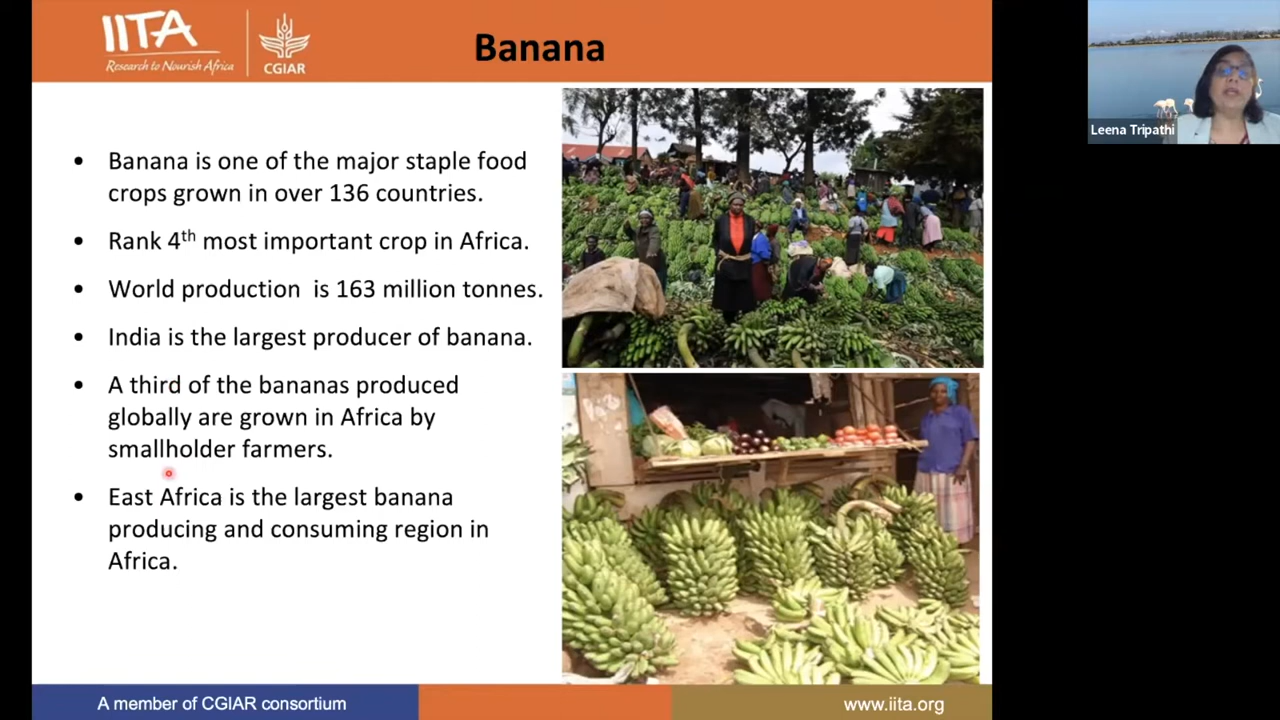 IITA
Research to Nourish Africa
CGIAR
Banana
Leena Tripathi
• Banana is one of the major staple food
crops grown in over 136 countries.
• Rank 4th most important crop in Africa.
• World production is 163 million tonnes.
• India is the largest producer of banana.
• A third of the bananas produced
globally are grown in Africa by
smallholder farmers.
• East Africa is the largest banana
producing and consuming region in
Africa.
A member of CGIAR consortium
www.iita.org